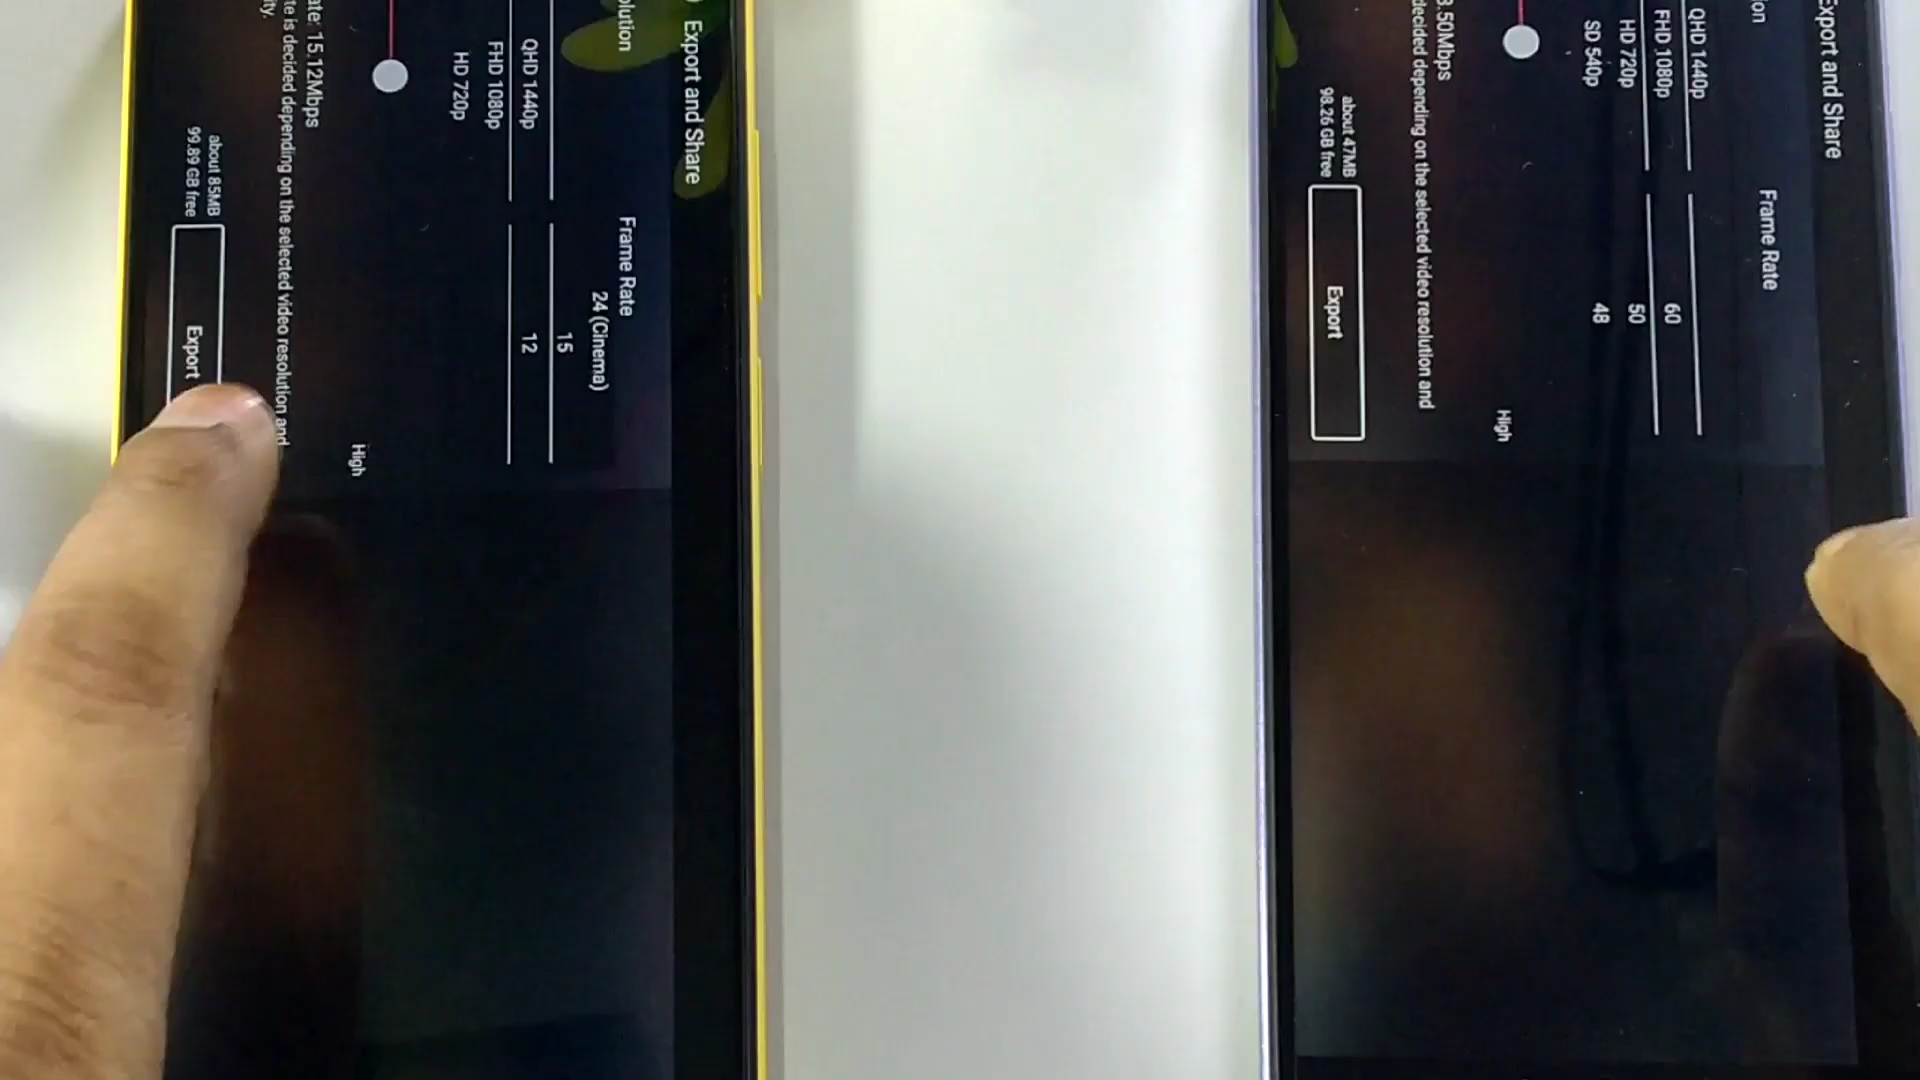 Export and Share
olution
Frame Rate
24 (Cinema)
QHD 1440p
15
FHD 1080p
12
HD 720p
High
ate: 15.12Mbps
te is decided depending on the selected video resolution and
ity.
about 85MB
99.89 GB free
Export
Export and Share
ion
Frame Rate
QHD 1440p
60
FHD 1080p
50
HD 720p
48
SD 540p
High
8.50Mbps
decided depending on the selected video resolution and
about 47MB
98.26 GB free
Export